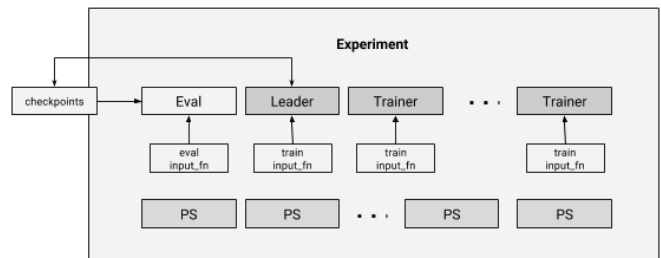 Experiment
checkpoints
Eval
Leader
Trainer
. . .
Trainer
eval
input_fn
train
input_fn
train
input_fn
train
input_fn
PS
PS
. . .
PS
PS